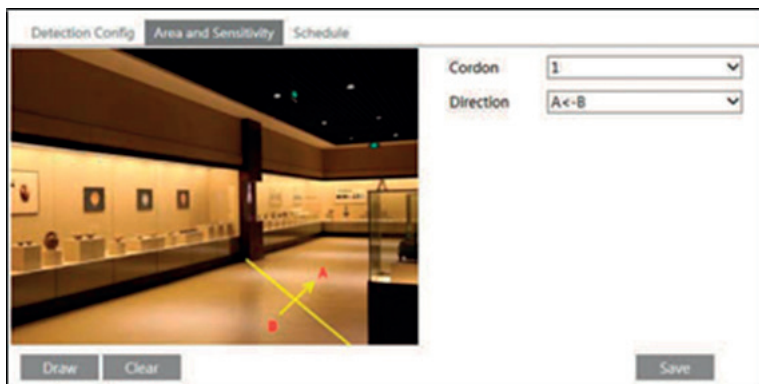 Detection Config Area and Sensitivity Schedule
Cordon 1
Direction A<-B
A
B
Draw Clear Save